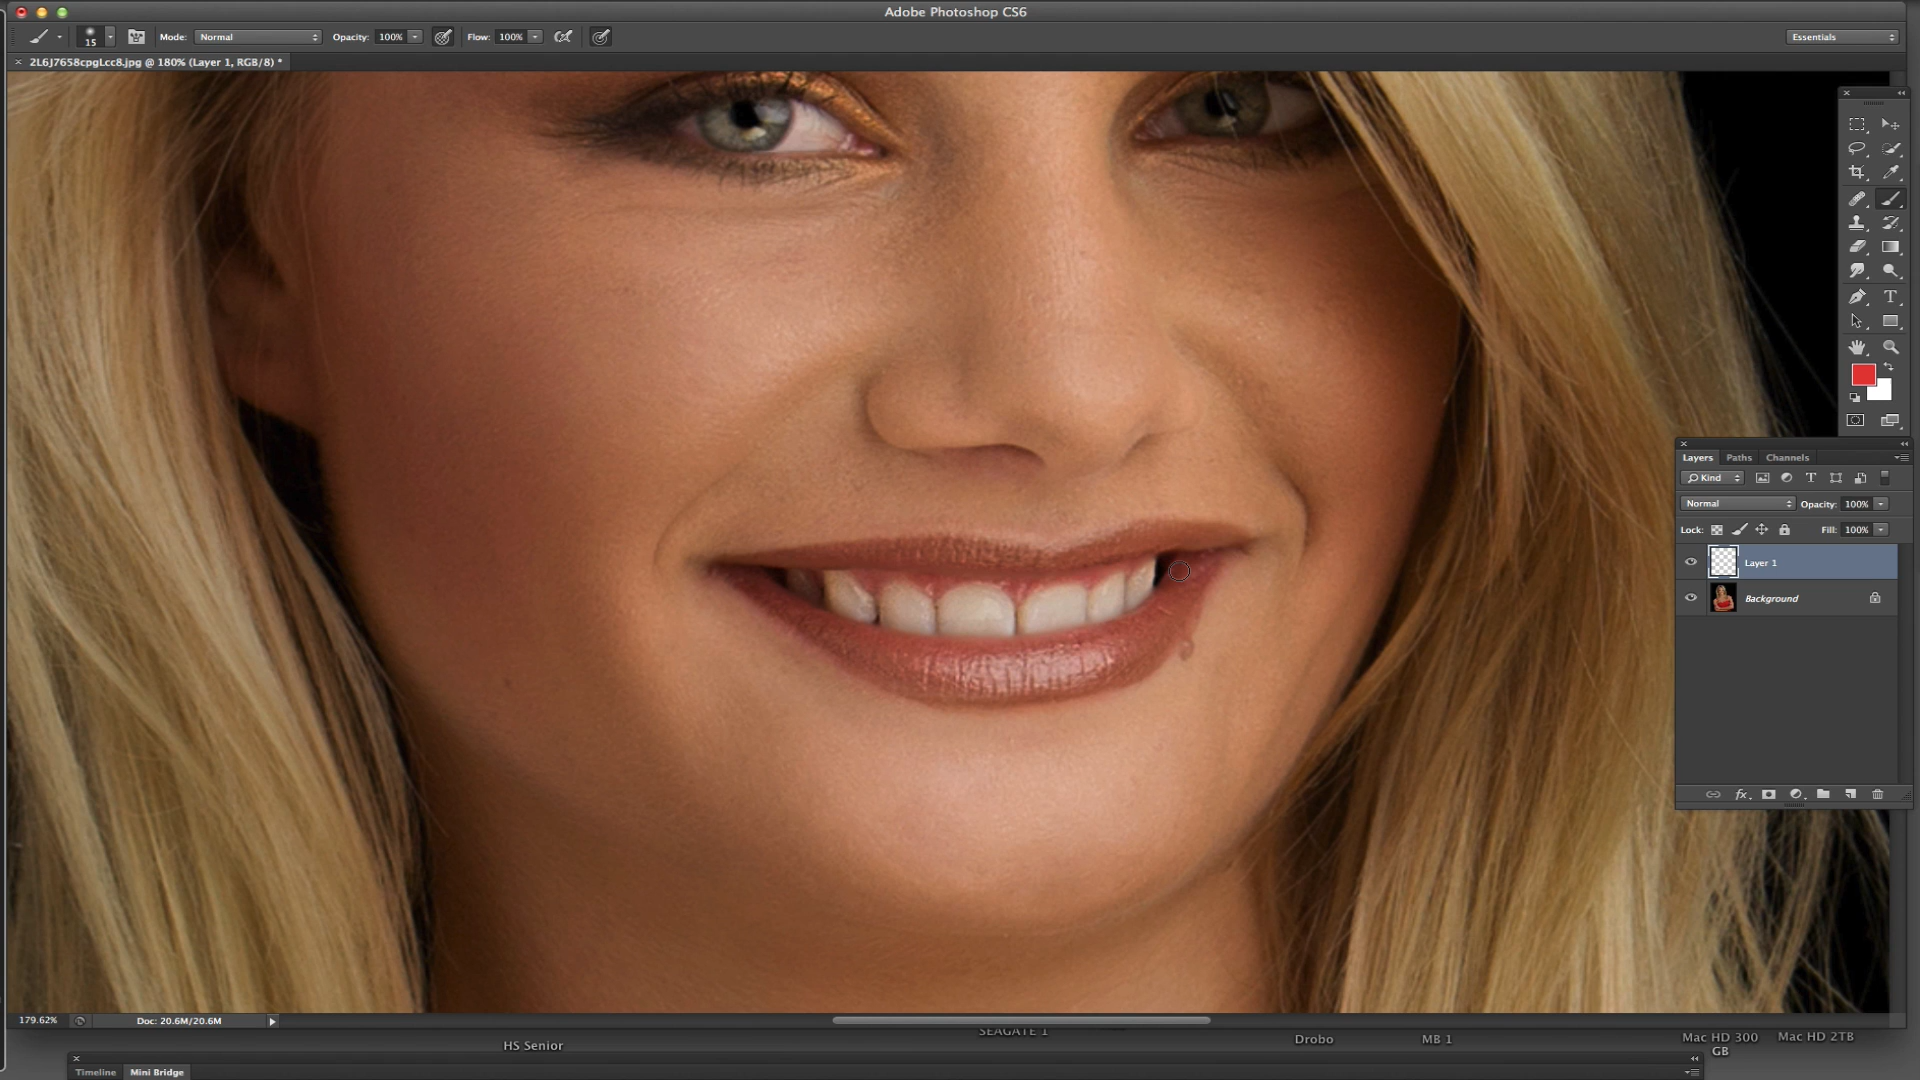 Adobe Photoshop CS6
15
Mode: Normal
Opacity: 100%
Flow: 100%
Essentials
× 2L6J7658cpgLcc8.jpg @ 180% (Layer 1, RGB/8) *
Layers Paths Channels
Kind
Normal
Opacity: 100%
Lock:
Fill: 100%
Layer 1
Background
179.62%
Doc: 20.6M/20.6M
HS Senior
SEAGATE 1
Drobo
MB 1
Mac HD 300
GB
Mac HD 2TB
Timeline Mini Bridge